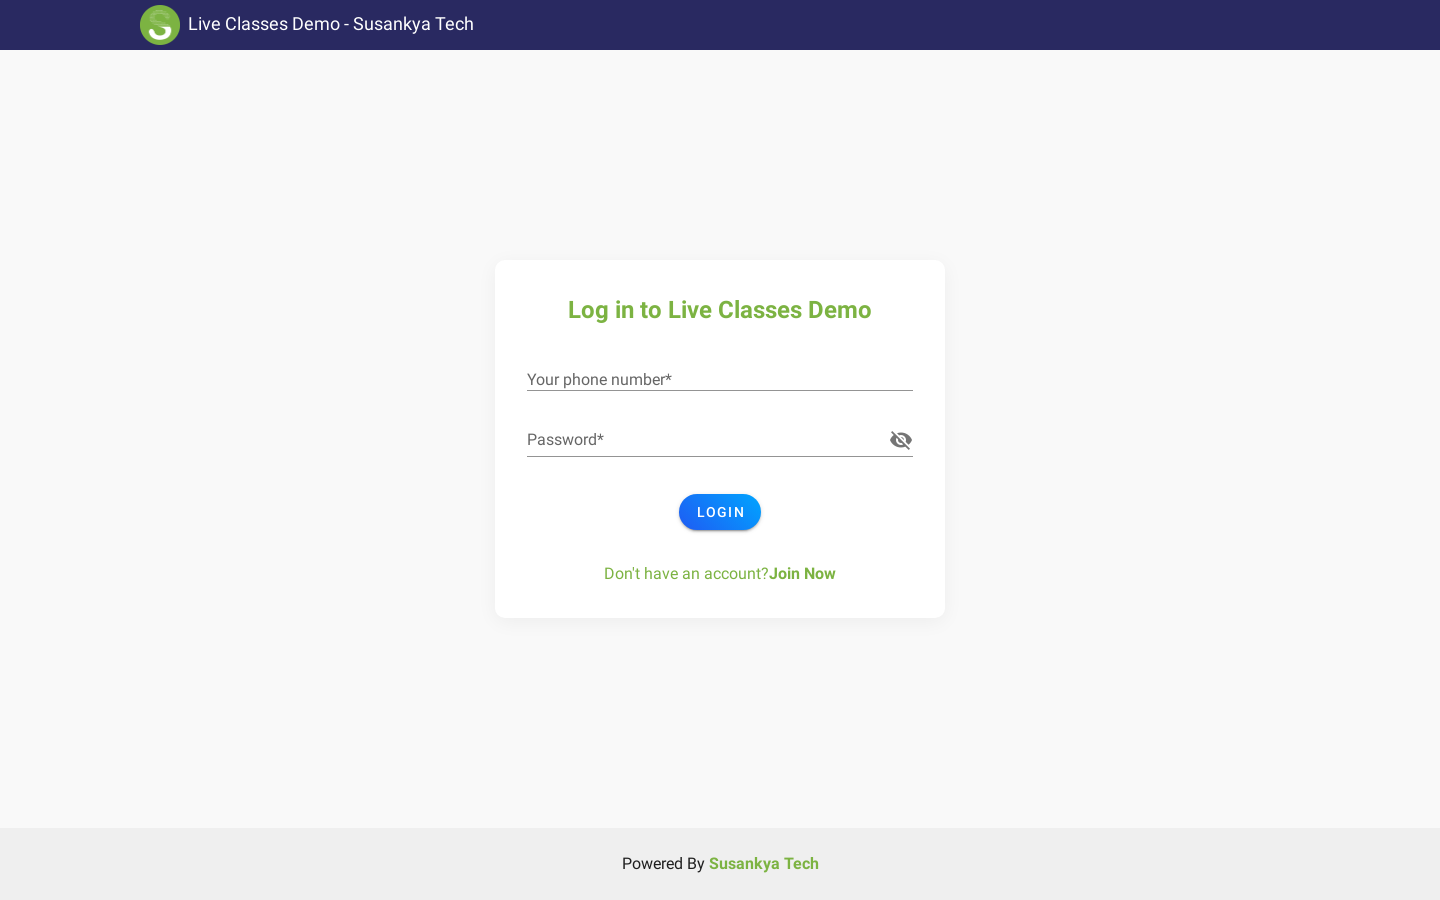 Live Classes Demo - Susankya Tech
Log in to Live Classes Demo
Your phone number*
Password*
LOGIN
Don't have an account?Join Now
Powered By Susankya Tech